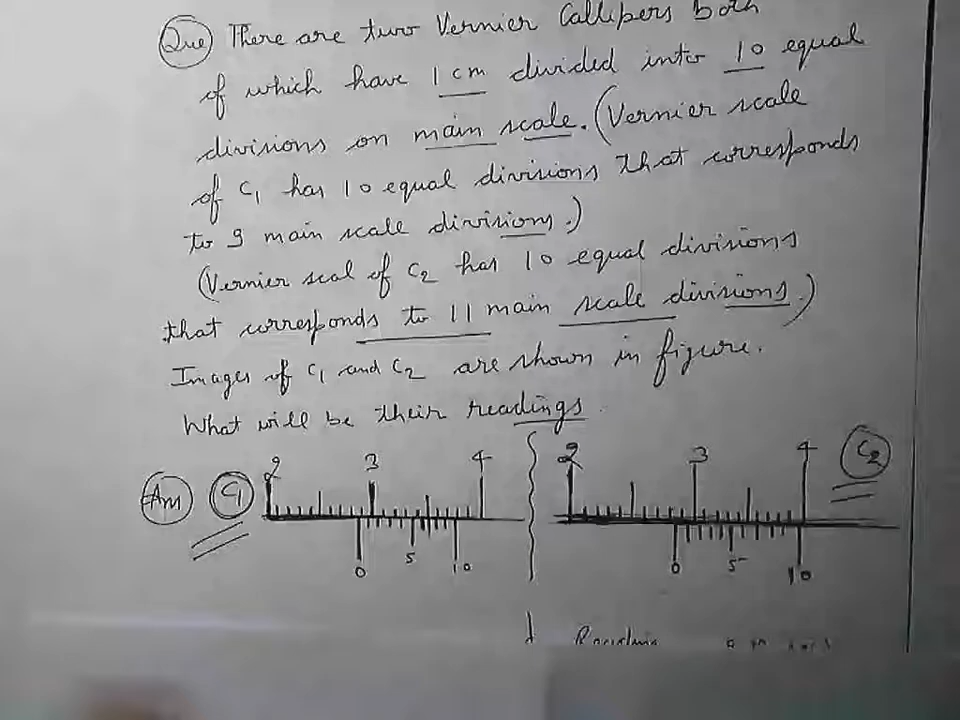 Que There are two Vernier Callipers both
of which have 1 cm divided into 10 equal
divisions on main scale. (Vernier scale
of C1 has 10 equal divisions that corresponds
to 9 main scale divisions.)
(Vernier scal of C2 has 10 equal divisions
that corresponds to 11 main scale divisions.)
Images of C1 and C2 are shown in figure.
What will be their readings.
Ans C1 2 3 4 2 3 4 C2
0 5 10 0 5 10